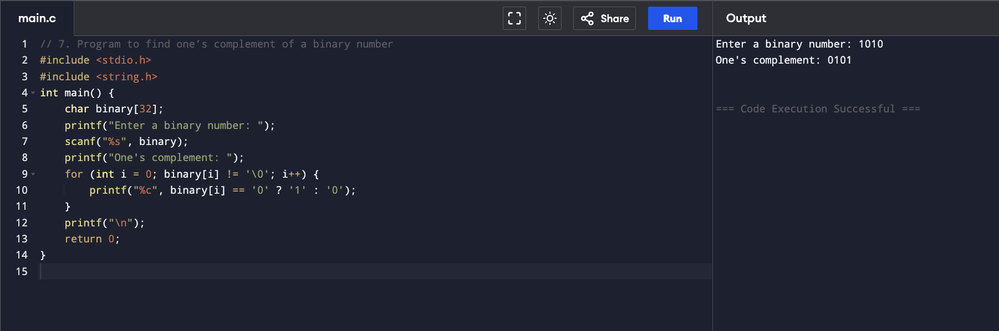 main.c
Share
Run
Output
1 // 7. Program to find one’s complement of a binary number
2 #include <stdio.h>
3 #include <string.h>
4 int main() {
5     char binary[32];
6     printf("Enter a binary number: ");
7     scanf("%s", binary);
8     printf("One's complement: ");
9     for (int i = 0; binary[i] != '\0'; i++) {
10         printf("%c", binary[i] == '0' ? '1' : '0');
11     }
12     printf("\n");
13     return 0;
14 }
15
Enter a binary number: 1010
One's complement: 0101
=== Code Execution Successful ===